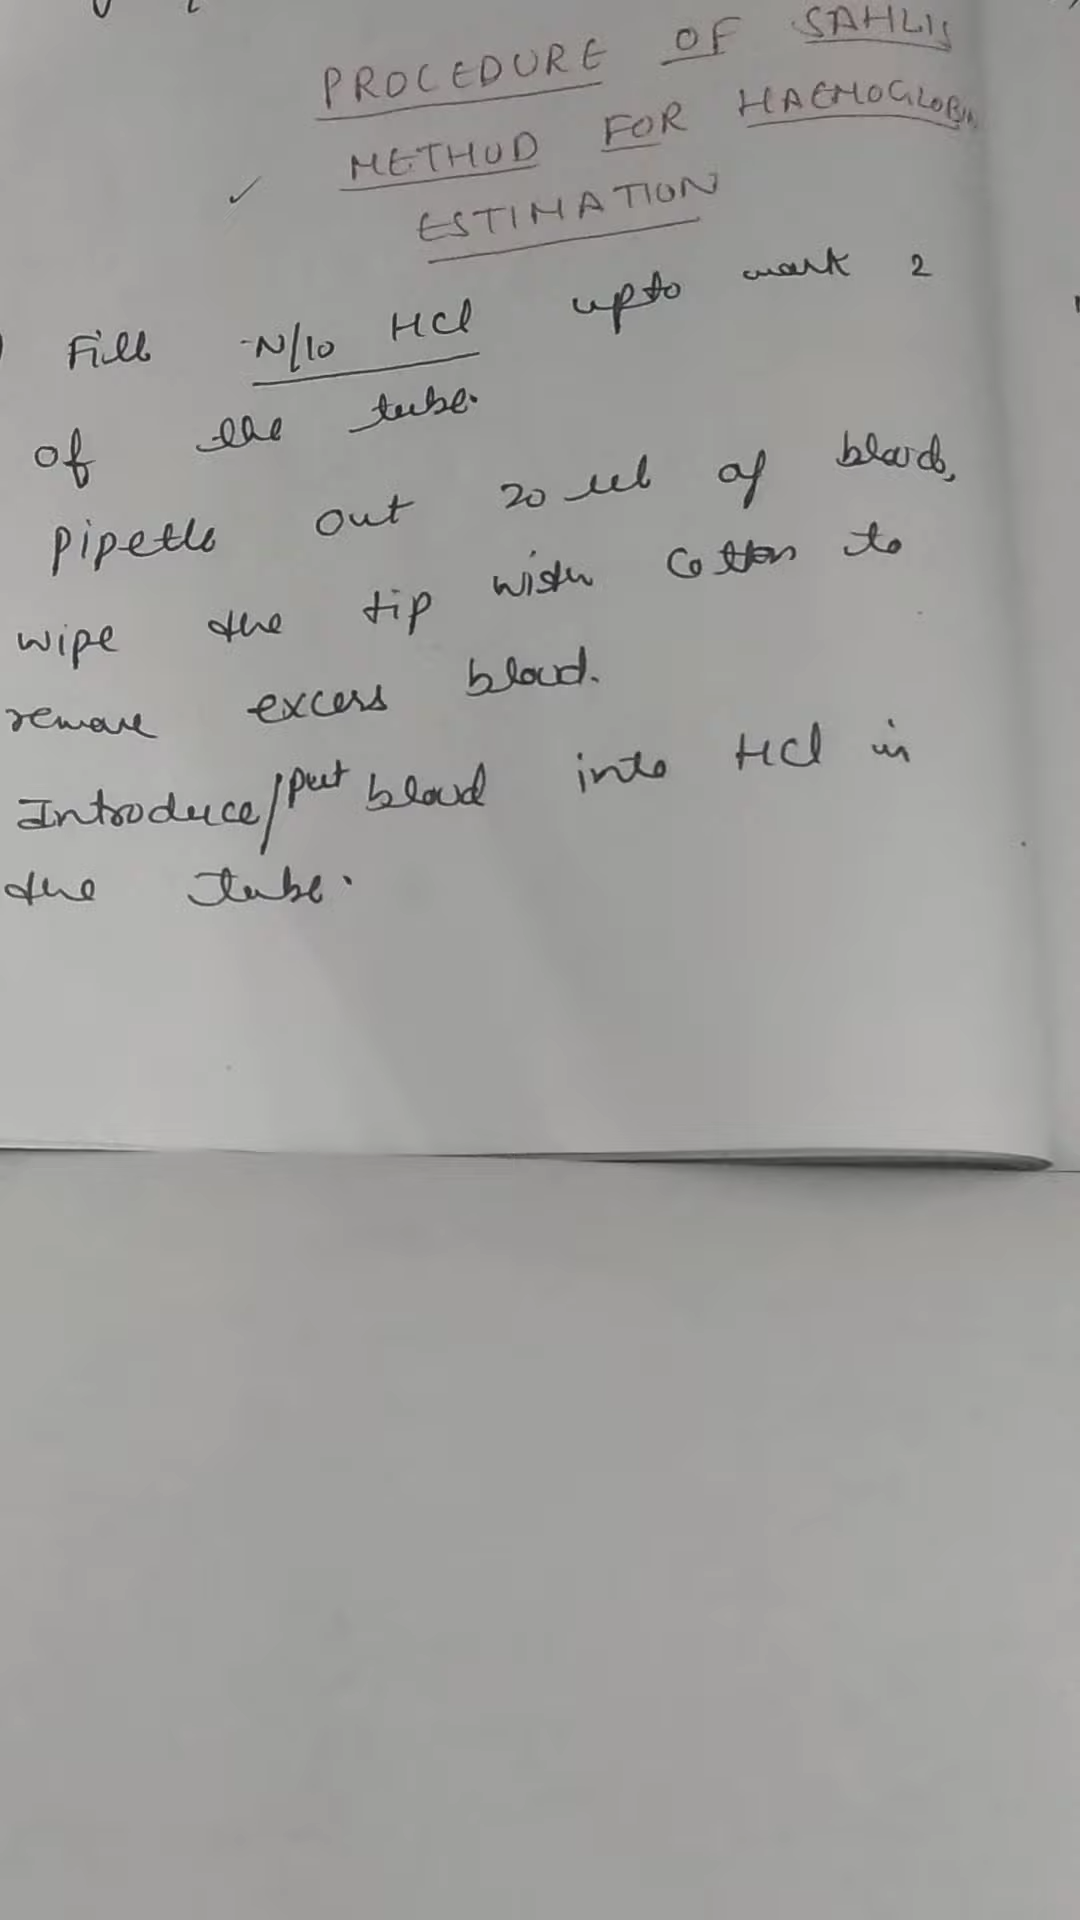 PROCEDURE OF SAHLIS
METHOD FOR HAEMOGLOBIN
ESTIMATION
Fill N/10 HCl upto mark 2
of the tube.
Pipette out 20 ul of blood,
wipe the tip with cotton to
remove excess blood.
Introduce/put blood into HCl in
the tube.